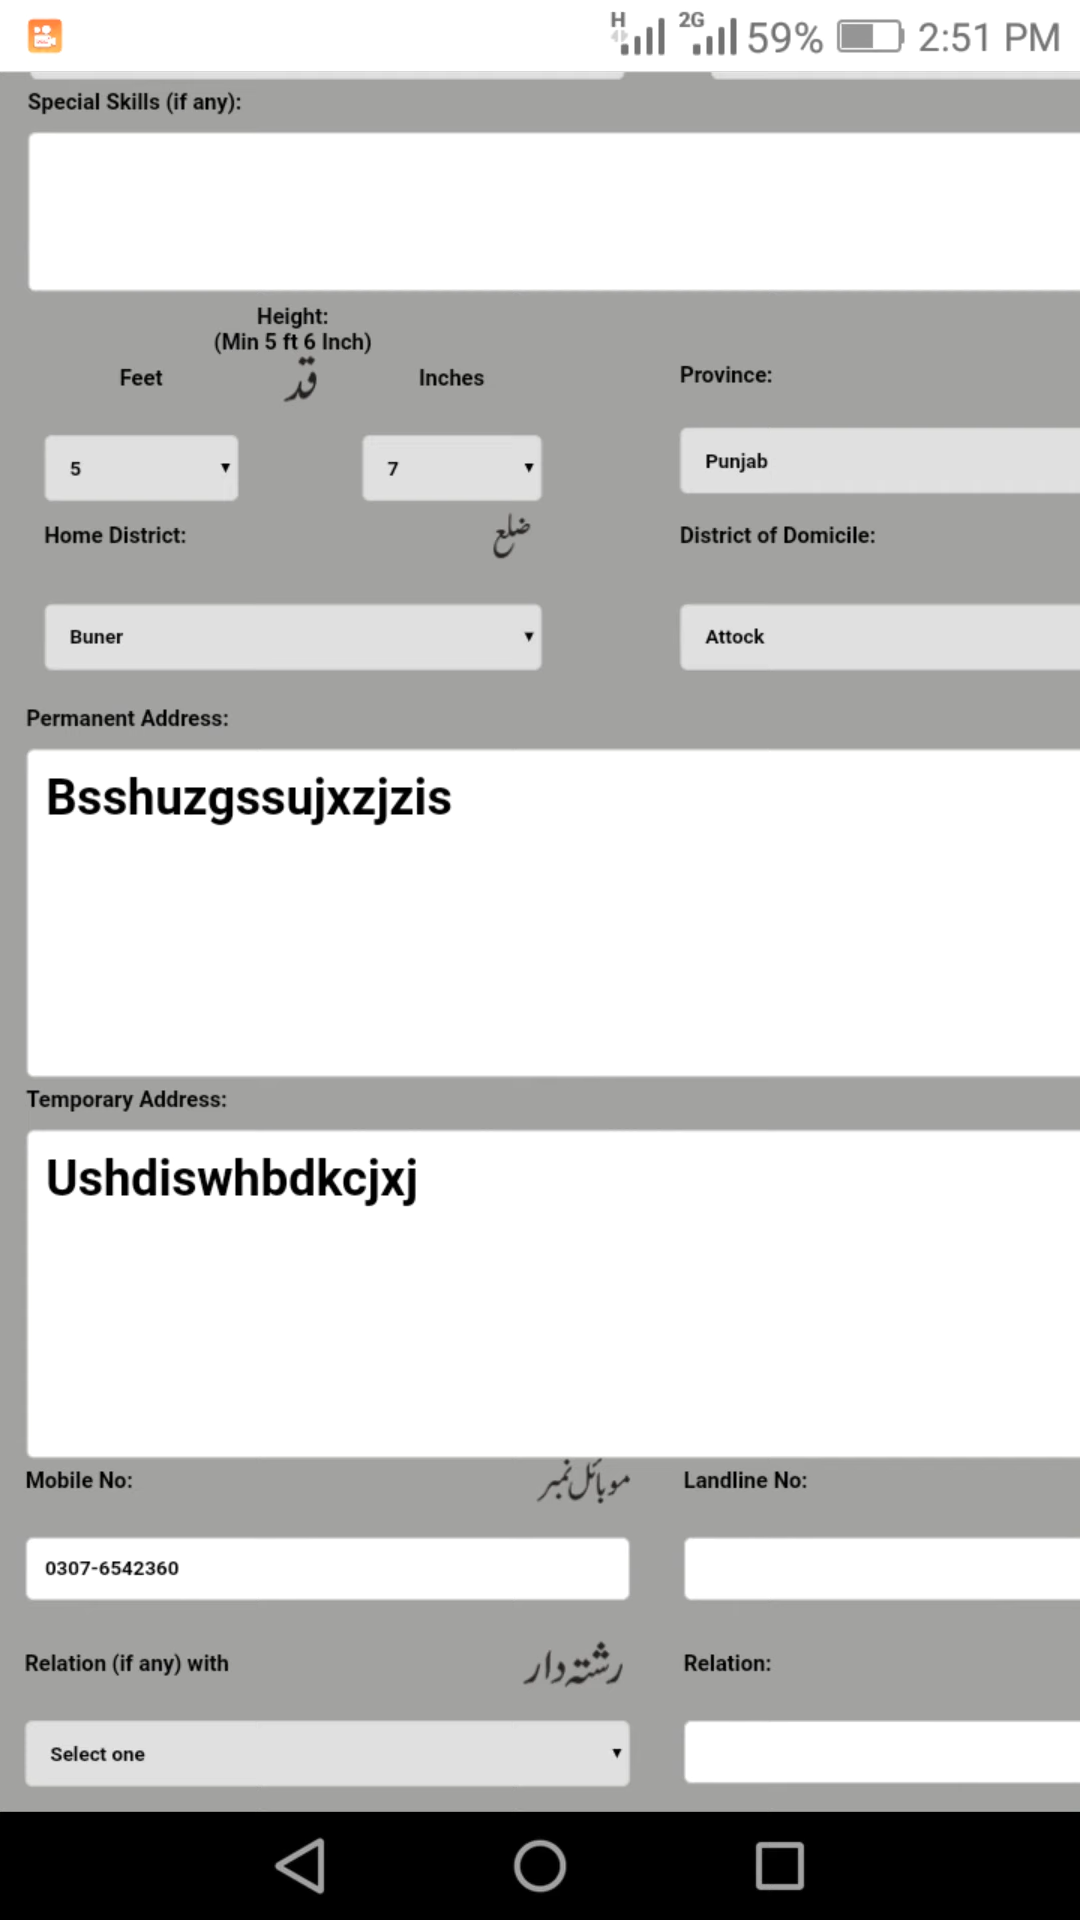 H 2G 59% 2:51 PM
Special Skills (if any):
Height:
(Min 5 ft 6 Inch)
Feet قد Inches Province:
5 7 Punjab
Home District: ضلع District of Domicile:
Buner Attock
Permanent Address:
Bsshuzgssujxzjzis
Temporary Address:
Ushdiswhbdkcjxj
Mobile No: موبائل نمبر Landline No:
0307-6542360
Relation (if any) with رشتہ دار Relation:
Select one